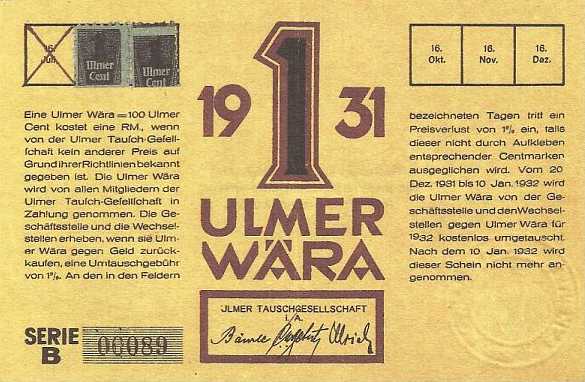 16. Juli
1 Ulmer Cent
1 Ulmer Cent
16. Okt.
16. Nov.
16. Dez.
19 1 31
ULMER
WÄRA
Eine Ulmer Wära = 100 Ulmer
Cent kostet eine RM., wenn
von der Ulmer Tauſch-Geſell-
ſchaft kein anderer Preis auf
Grund ihrer Richtlinien bekannt
gegeben ist. Die Ulmer Wära
wird von allen Mitgliedern der
Ulmer Tauſch-Geſellſchaft in
Zahlung genommen. Die Ge-
ſchäftsstelle und die Wechsel-
stellen erheben, wenn sie Ulm-
er Wära gegen Geld zurück-
kaufen, eine Umtauschgebühr
von 1%. An den in den Feldern
bezeichneten Tagen tritt ein
Preisverlust von 1% ein, falls
dieser nicht durch Aufkleben
entsprechender Centmarken
ausgeglichen wird. Vom 20
Dez. 1931 bis 10 Jan. 1932 wird
die Ulmer Wära von der Ge-
schäftsstelle und den Wechsel-
stellen gegen Ulmer Wära für
1932 kostenlos umgetauscht.
Nach dem 10 Jan. 1932 wird
dieser Schein nicht mehr an-
genommen.
ULMER TAUSCHGESELLSCHAFT
i./A.
SERIE
B
00089